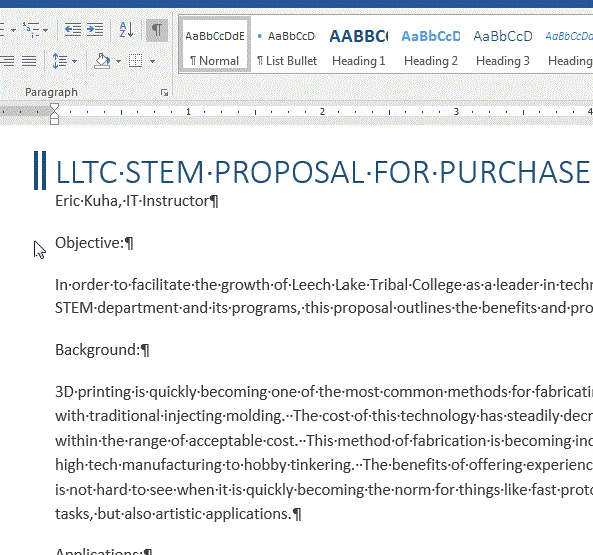 AaBbCcDdE AaBbCcD AABBC AaBbCcD AaBbCcD AaBbCcDd
¶ Normal ¶ List Bullet Heading 1 Heading 2 Heading 3 Heading
Paragraph
1 2 3 4
LLTC·STEM·PROPOSAL·FOR·PURCHASE
Eric·Kuha,·IT·Instructor¶
Objective:¶
In·order·to·facilitate·the·growth·of·Leech·Lake·Tribal·College·as·a·leader·in·techn
STEM·department·and·its·programs,·this·proposal·outlines·the·benefits·and·pro
Background:¶
3D·printing·is·quickly·becoming·one·of·the·most·common·methods·for·fabricatin
with·traditional·injecting·molding.··The·cost·of·this·technology·has·steadily·decr
within·the·range·of·acceptable·cost.··This·method·of·fabrication·is·becoming·inc
high·tech·manufacturing·to·hobby·tinkering.··The·benefits·of·offering·experienc
is·not·hard·to·see·when·it·is·quickly·becoming·the·norm·for·things·like·fast·proto
tasks,·but·also·artistic·applications.¶
Applications:¶